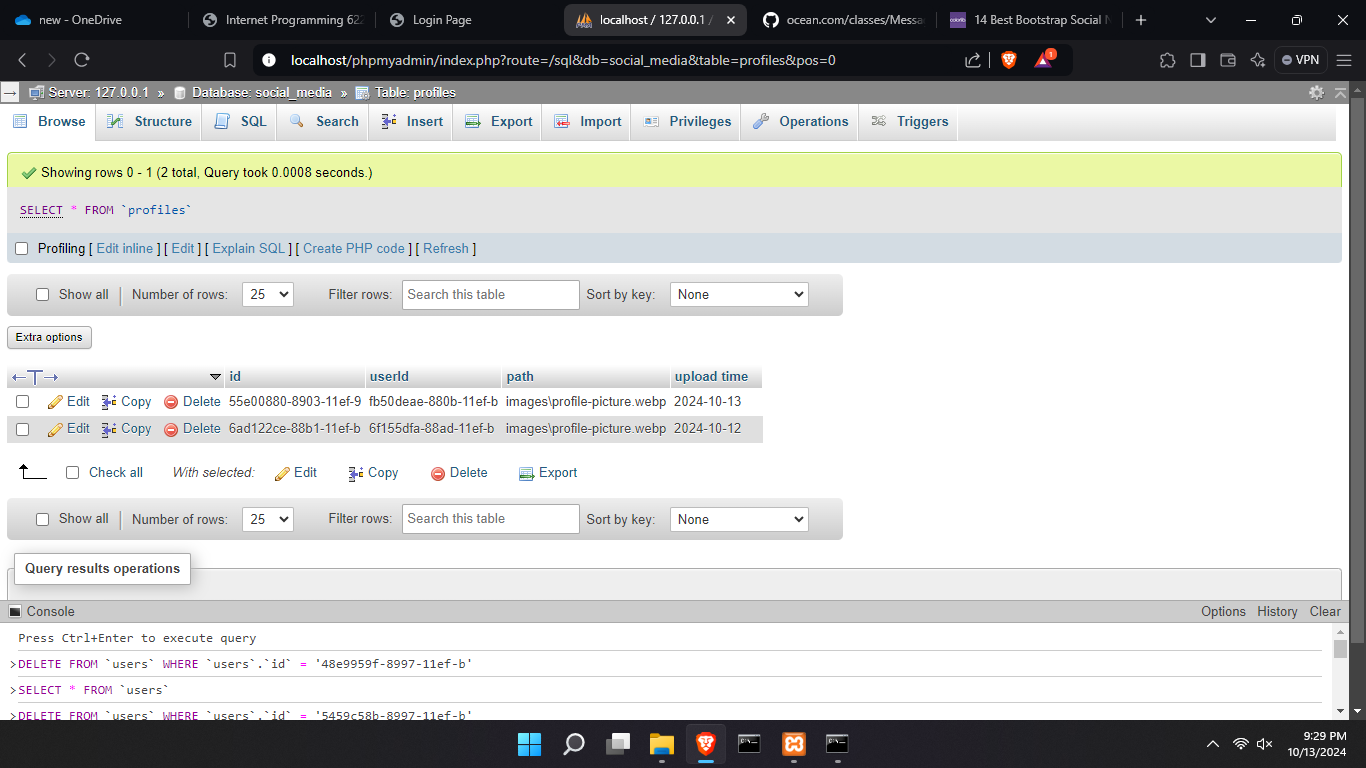 new - OneDrive
Internet Programming 622
Login Page
localhost / 127.0.0.1 /
ocean.com/classes/Messa
14 Best Bootstrap Social N
localhost/phpmyadmin/index.php?route=/sql&db=social_media&table=profiles&pos=0
1
VPN
Server: 127.0.0.1 » Database: social_media » Table: profiles
Browse Structure SQL Search Insert Export Import Privileges Operations Triggers
Showing rows 0 - 1 (2 total, Query took 0.0008 seconds.)
SELECT * FROM `profiles`
Profiling [ Edit inline ] [ Edit ] [ Explain SQL ] [ Create PHP code ] [ Refresh ]
Show all Number of rows: 25 Filter rows: Search this table Sort by key: None
Extra options
id userId path upload time
Edit Copy Delete 55e00880-8903-11ef-9 fb50deae-880b-11ef-b images\profile-picture.webp 2024-10-13
Edit Copy Delete 6ad122ce-88b1-11ef-b 6f155dfa-88ad-11ef-b images\profile-picture.webp 2024-10-12
Check all With selected: Edit Copy Delete Export
Show all Number of rows: 25 Filter rows: Search this table Sort by key: None
Query results operations
Console Options History Clear
Press Ctrl+Enter to execute query
>DELETE FROM `users` WHERE `users`.`id` = '48e9959f-8997-11ef-b'
>SELECT * FROM `users`
>DELETE FROM `users` WHERE `users`.`id` = '5459c58b-8997-11ef-b'
9:29 PM
10/13/2024